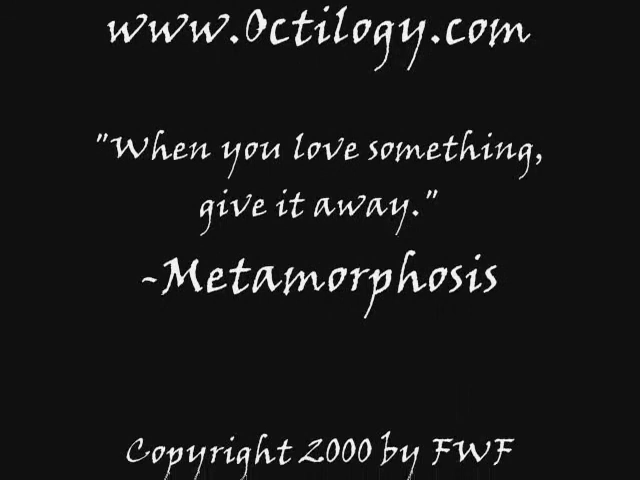 www.Octilogy.com
"When you love something,
give it away."
-Metamorphosis
Copyright 2000 by FWF